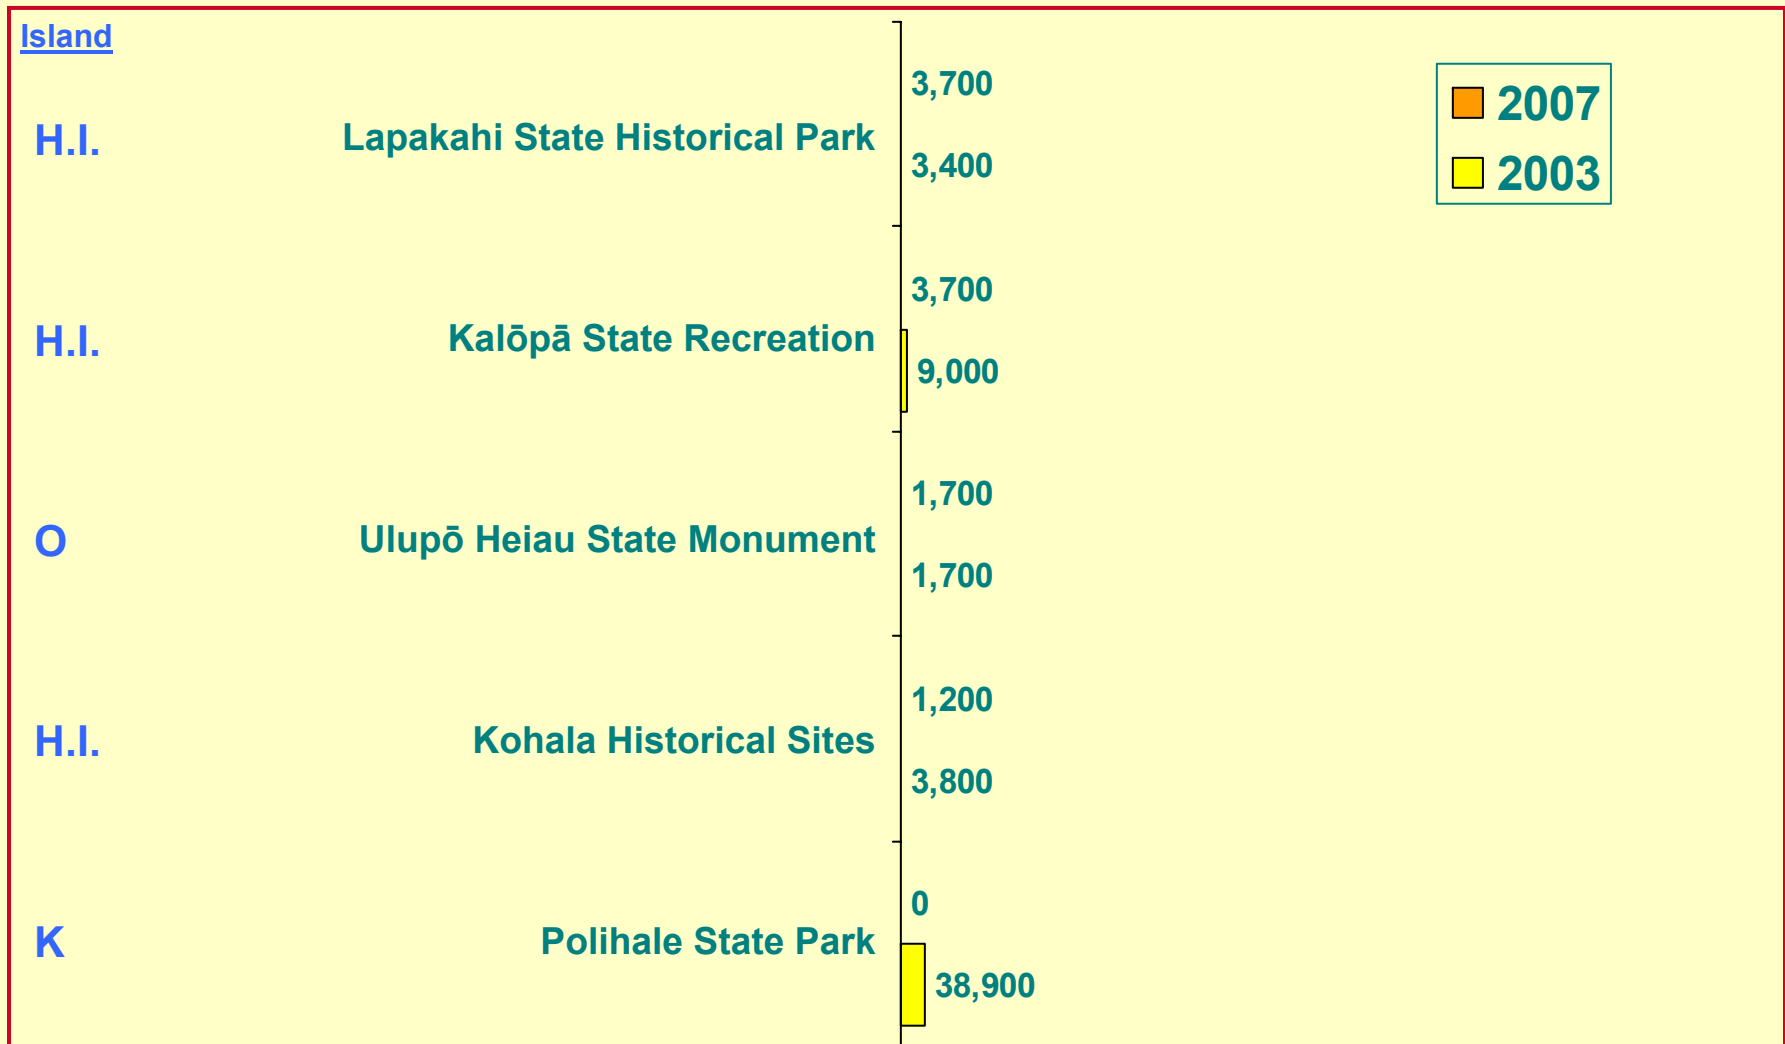 Island
2007
2003
3,700
H.I. Lapakahi State Historical Park
3,400
3,700
H.I. Kalōpā State Recreation
9,000
1,700
O Ulupō Heiau State Monument
1,700
1,200
H.I. Kohala Historical Sites
3,800
0
K Polihale State Park
38,900